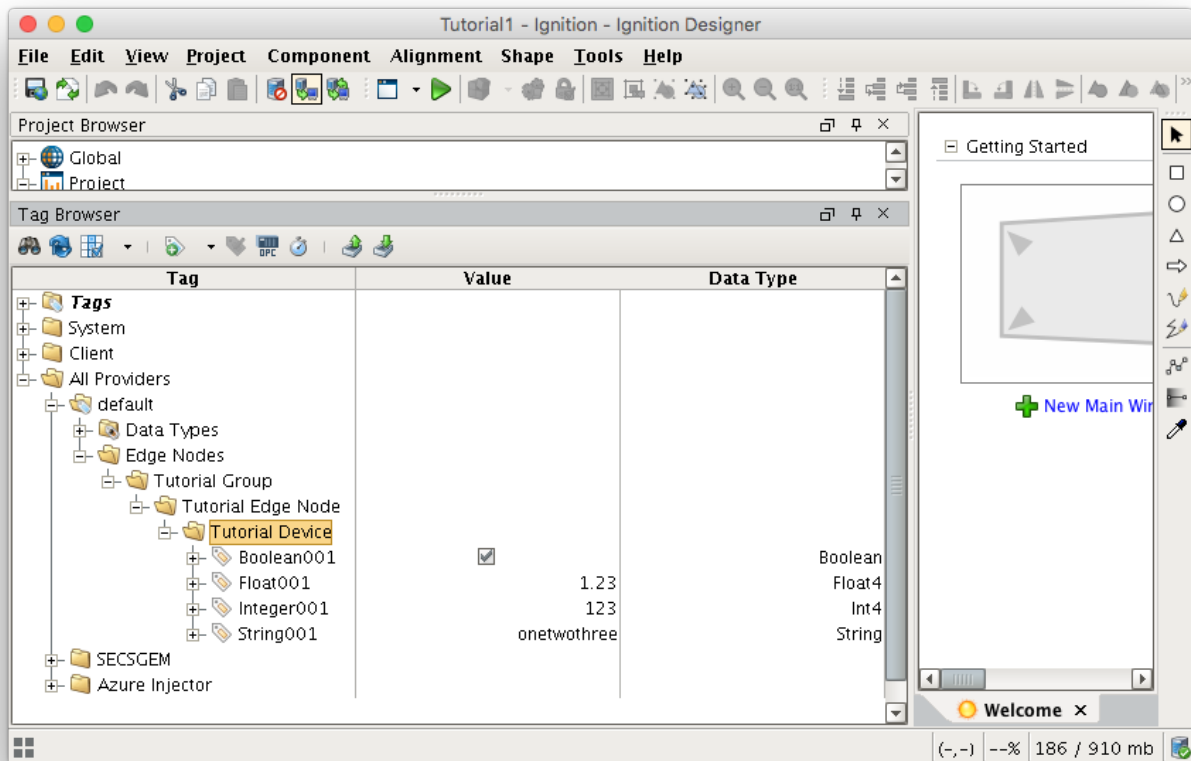 Tutorial1 - Ignition - Ignition Designer
File Edit View Project Component Alignment Shape Tools Help
Project Browser
Global
Project
Tag Browser
OPC
Tag Value Data Type
Tags
System
Client
All Providers
default
Data Types
Edge Nodes
Tutorial Group
Tutorial Edge Node
Tutorial Device
Boolean001 Boolean
Float001 1.23 Float4
Integer001 123 Int4
String001 onetwothree String
SECSGEM
Azure Injector
Getting Started
New Main Wir
Welcome
(-,-) --% 186 / 910 mb